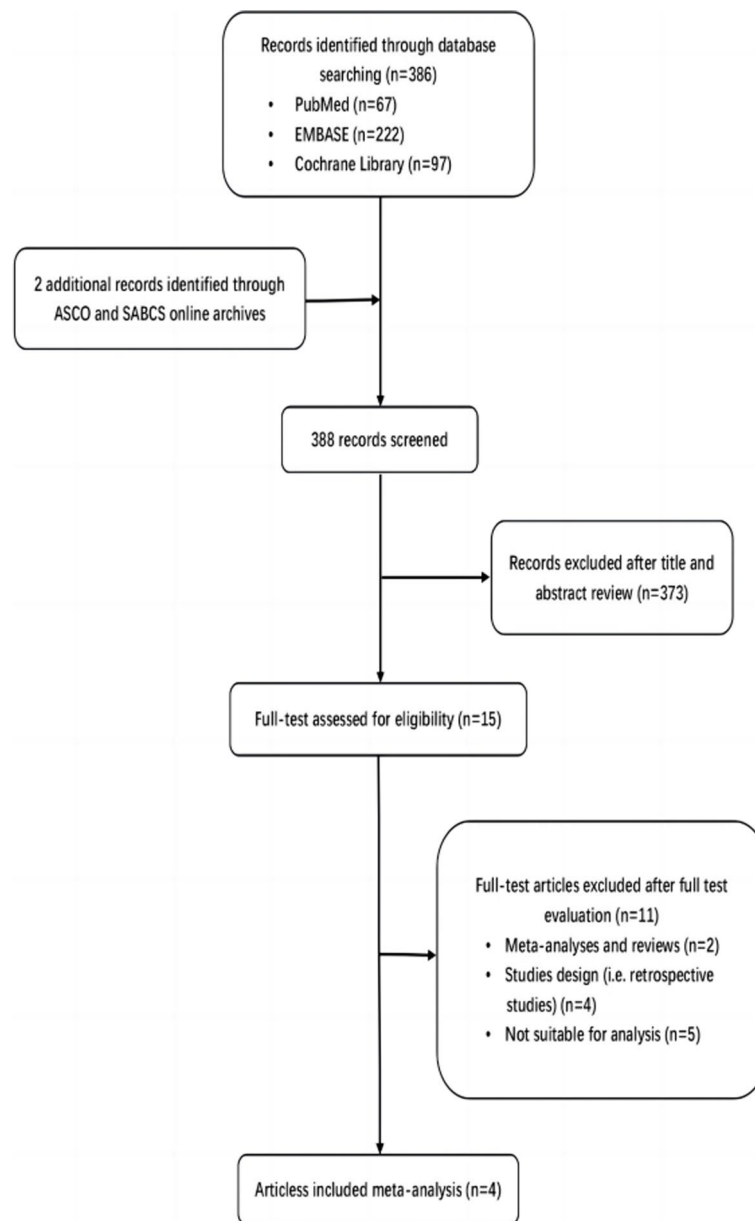 Records identified through database
searching (n=386)
• PubMed (n=67)
• EMBASE (n=222)
• Cochrane Library (n=97)
2 additional records identified through
ASCO and SABCS online archives
388 records screened
Records excluded after title and
abstract review (n=373)
Full-test assessed for eligibility (n=15)
Full-test articles excluded after full test
evaluation (n=11)
• Meta-analyses and reviews (n=2)
• Studies design (i.e. retrospective
studies) (n=4)
• Not suitable for analysis (n=5)
Articless included meta-analysis (n=4)